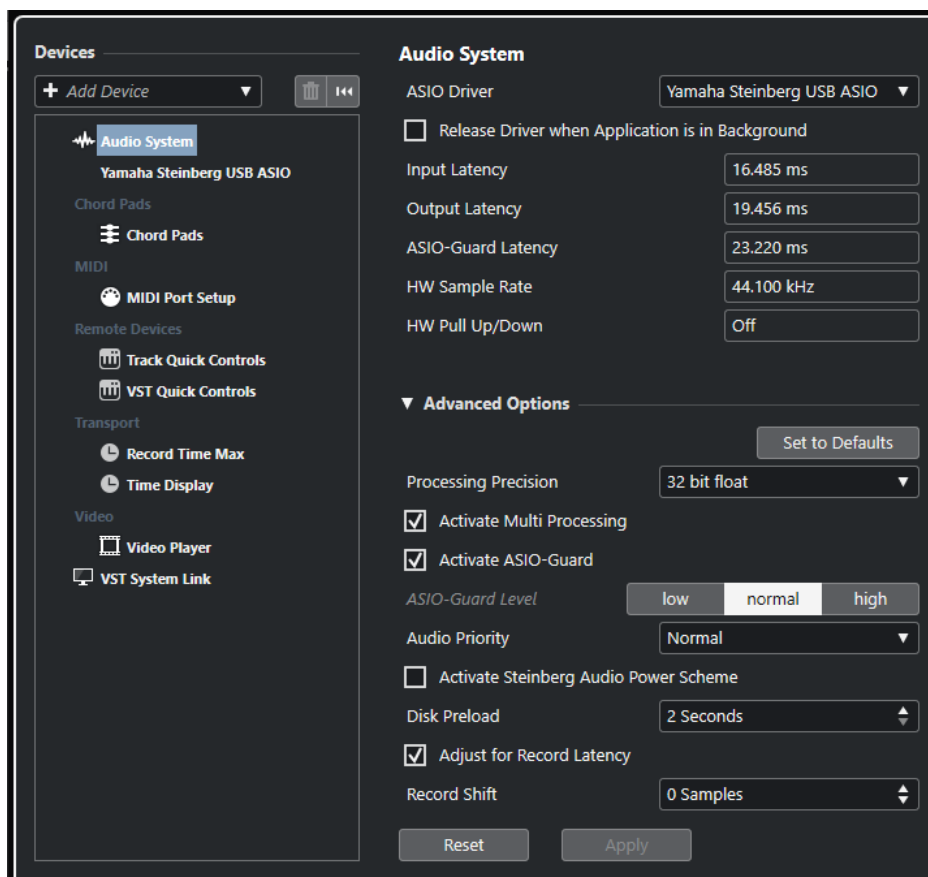 Devices
+ Add Device
Audio System
Yamaha Steinberg USB ASIO
Chord Pads
Chord Pads
MIDI
MIDI Port Setup
Remote Devices
Track Quick Controls
VST Quick Controls
Transport
Record Time Max
Time Display
Video
Video Player
VST System Link
Audio System
ASIO Driver Yamaha Steinberg USB ASIO
Release Driver when Application is in Background
Input Latency 16.485 ms
Output Latency 19.456 ms
ASIO-Guard Latency 23.220 ms
HW Sample Rate 44.100 kHz
HW Pull Up/Down Off
Advanced Options
Set to Defaults
Processing Precision 32 bit float
Activate Multi Processing
Activate ASIO-Guard
ASIO-Guard Level low normal high
Audio Priority Normal
Activate Steinberg Audio Power Scheme
Disk Preload 2 Seconds
Adjust for Record Latency
Record Shift 0 Samples
Reset Apply